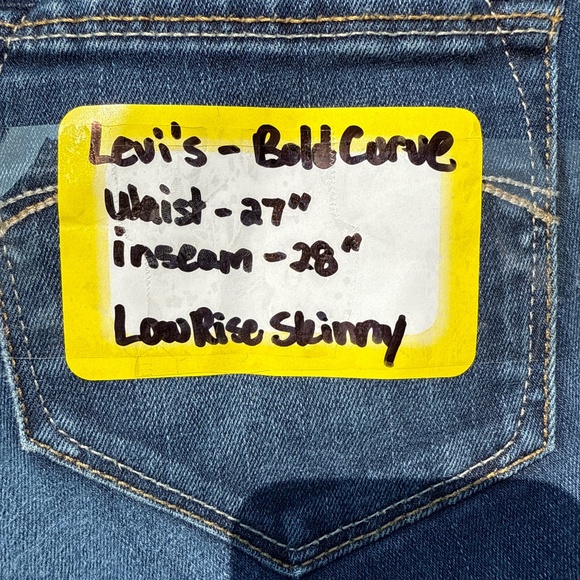 Levi's - Bold Curve
Waist - 27"
inseam - 28"
Low Rise Skinny